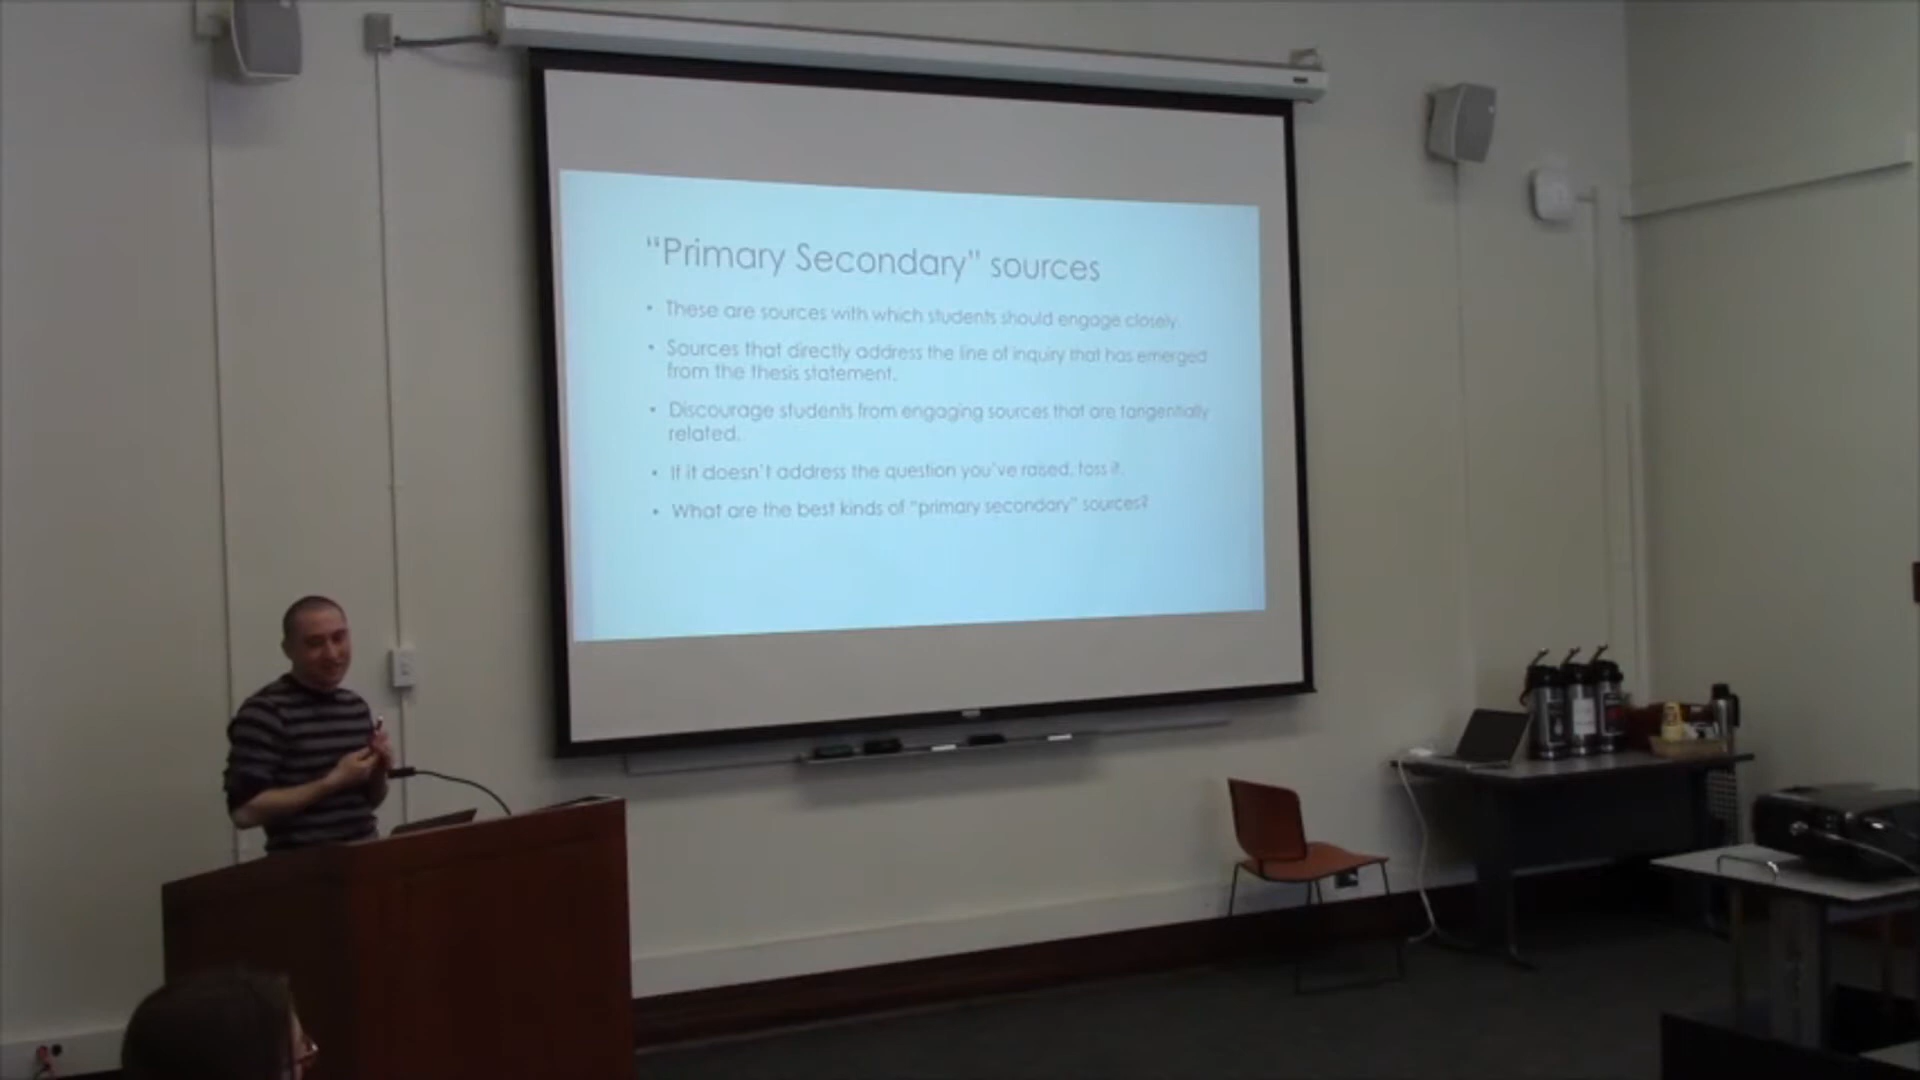 “Primary Secondary” sources
• These are sources with which students should engage closely.
• Sources that directly address the line of inquiry that has emerged
from the thesis statement.
• Discourage students from engaging sources that are tangentially
related.
• If it doesn’t address the question you’ve raised, toss it.
• What are the best kinds of “primary secondary” sources?